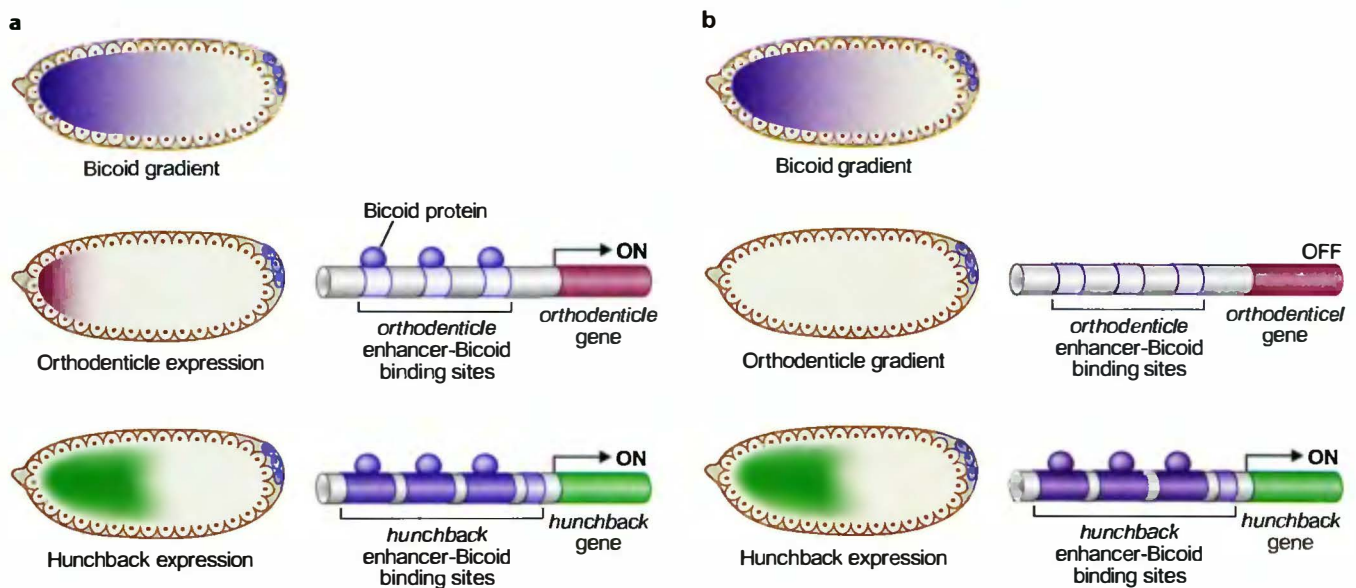 a
Bicoid gradient
Bicoid protein
ON
orthodenticle
enhancer-Bicoid
binding sites
orthodenticle
gene
Orthodenticle expression
ON
hunchback
enhancer-Bicoid
binding sites
hunchback
gene
Hunchback expression
b
Bicoid gradient
OFF
orthodenticle
enhancer-Bicoid
binding sites
orthodenticel
gene
Orthodenticle gradient
ON
hunchback
enhancer-Bicoid
binding sites
hunchback
gene
Hunchback expression